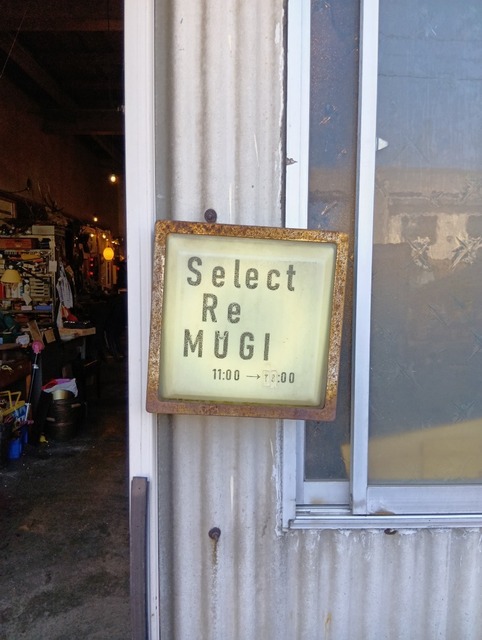 Select
Re
MUGI
11:00 →